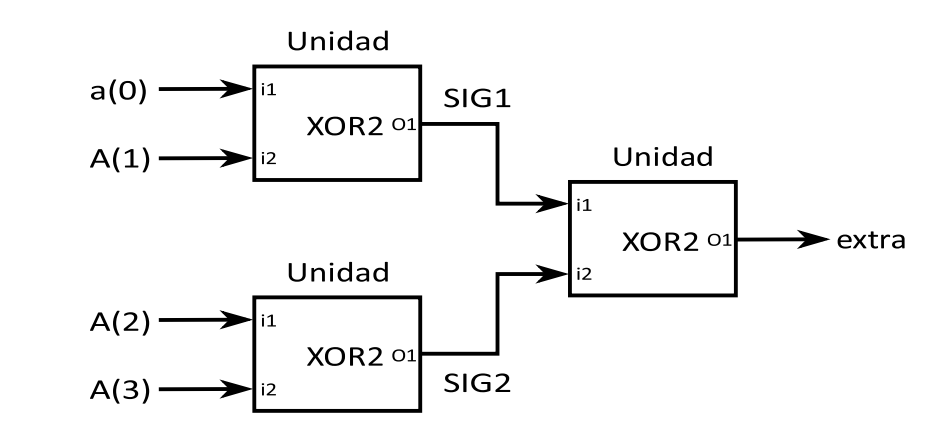 Unidad
a(0)
i1
XOR2
O1
A(1)
i2
SIG1
Unidad
i1
XOR2
O1
i2
extra
Unidad
A(2)
i1
XOR2
O1
A(3)
i2
SIG2